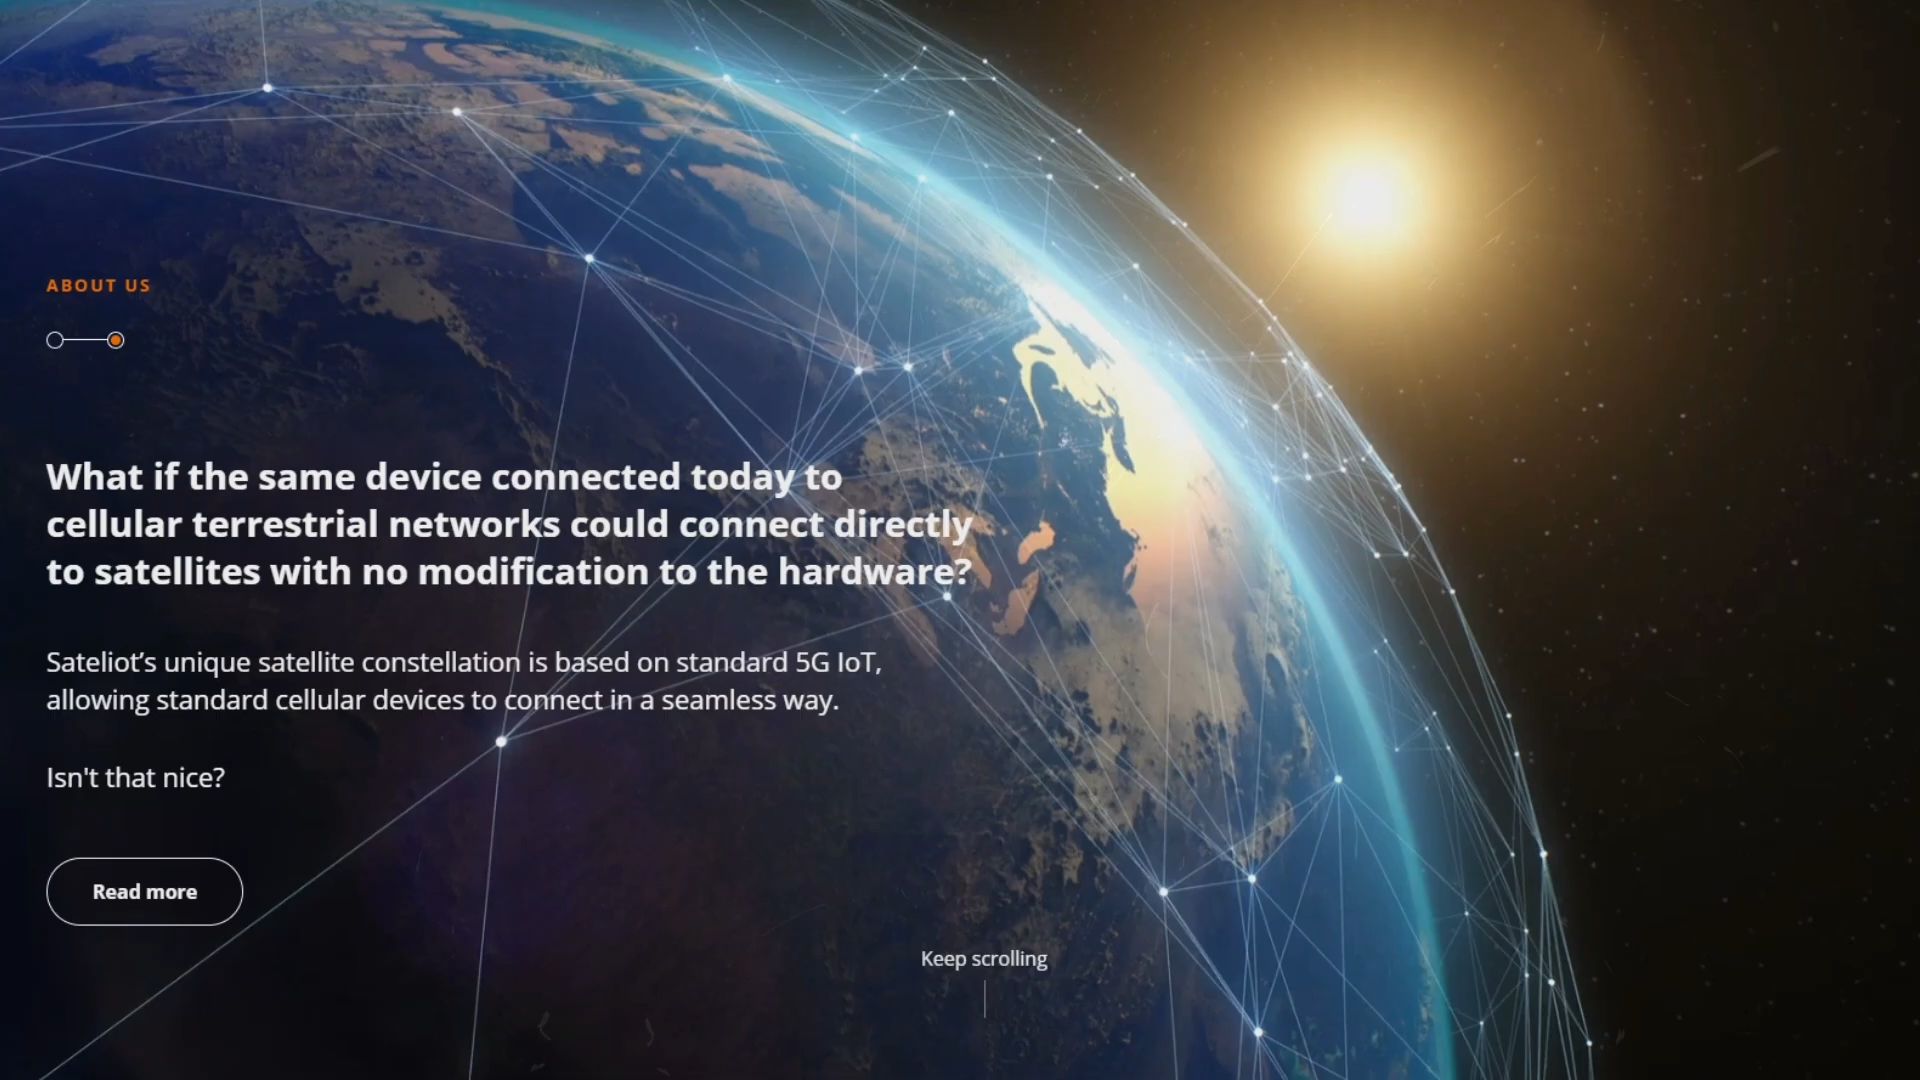 ABOUT US
What if the same device connected today to
cellular terrestrial networks could connect directly
to satellites with no modification to the hardware?
Sateliot’s unique satellite constellation is based on standard 5G IoT,
allowing standard cellular devices to connect in a seamless way.
Isn't that nice?
Read more
Keep scrolling